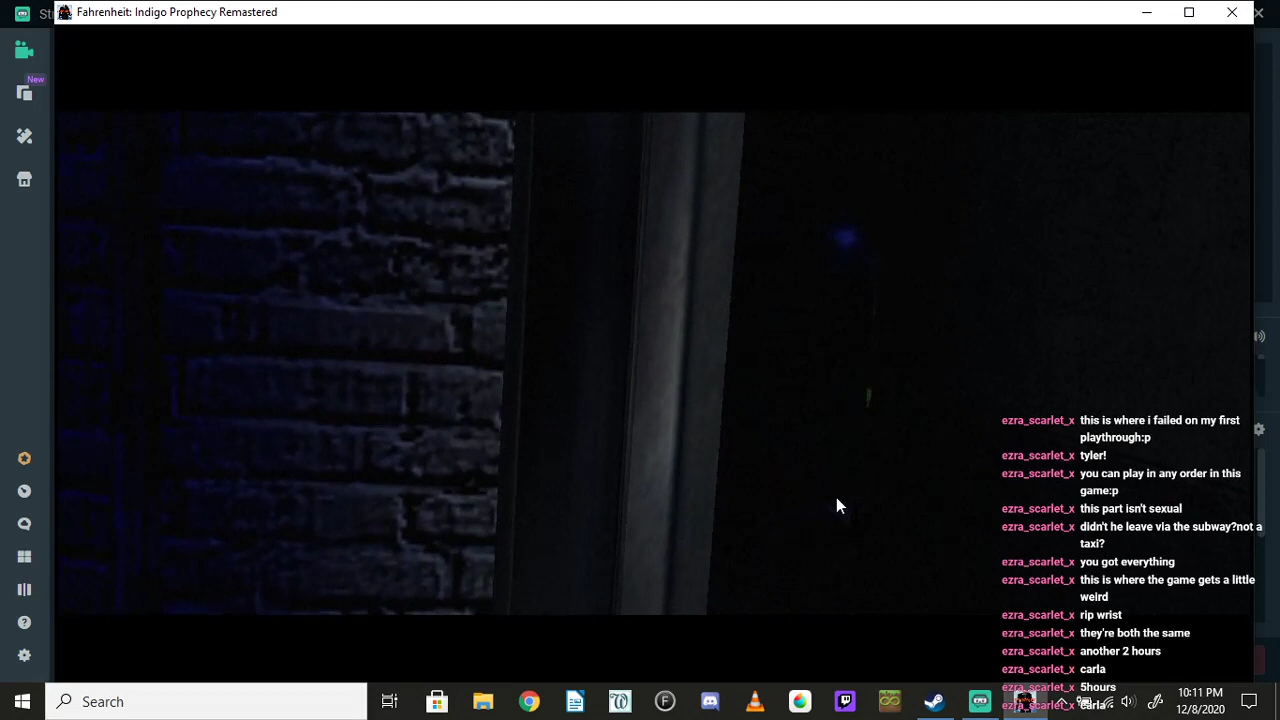 St
Fahrenheit: Indigo Prophecy Remastered
New
ezra_scarlet_x this is where i failed on my first
playthrough:p
ezra_scarlet_x tyler!
ezra_scarlet_x you can play in any order in this
game:p
ezra_scarlet_x this part isn't sexual
ezra_scarlet_x didn't he leave via the subway?not a
taxi?
ezra_scarlet_x you got everything
ezra_scarlet_x this is where the game gets a little
weird
ezra_scarlet_x rip wrist
ezra_scarlet_x they're both the same
ezra_scarlet_x another 2 hours
ezra_scarlet_x carla
ezra_scarlet_x 5hours
ezra_scarlet_x carla
Search
10:11 PM
12/8/2020